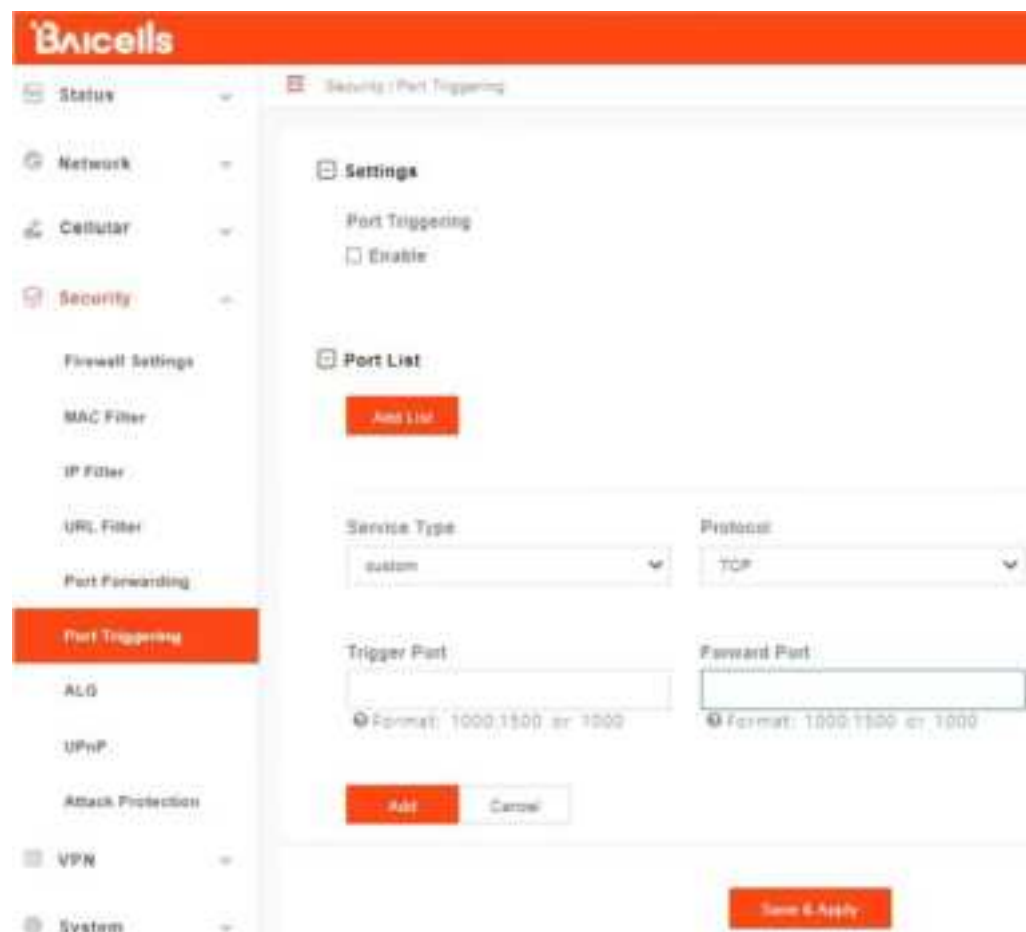 Baicells
Status
Security / Port Triggering
Network
Settings
Cellular
Port Triggering
Enable
Security
Firewall Settings
Port List
MAC Filter
Add List
IP Filter
URL Filter
Service Type
Protocol
custom
TCP
Port Forwarding
Port Triggering
Trigger Port
Forward Port
ALG
Format: 1000:1500 or 1000
Format: 1000:1500 or 1000
UPnP
Attack Protection
Add
Cancel
VPN
Save & Apply
System